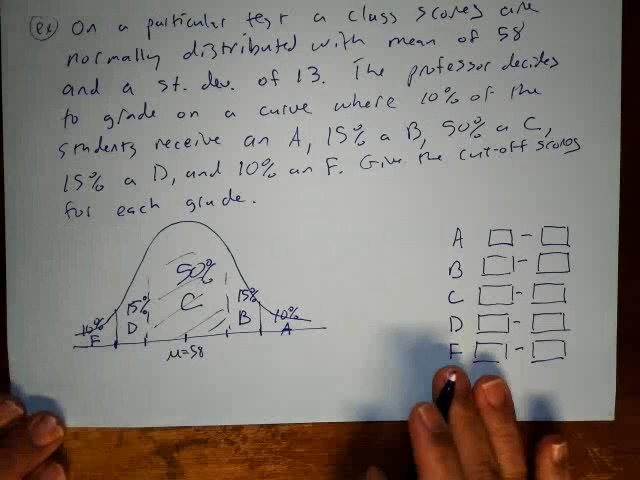 ex On a particular test a class scores are
normally distributed with mean of 58
and a st. dev. of 13. The professor decides
to grade on a curve where 10% of the
students receive an A, 15% a B, 50% a C,
15% a D, and 10% an F. Give the cut-off scores
for each grade.
50%
15% 15%
10% C 10%
F D B A
μ=58
A -
B -
C -
D -
F -